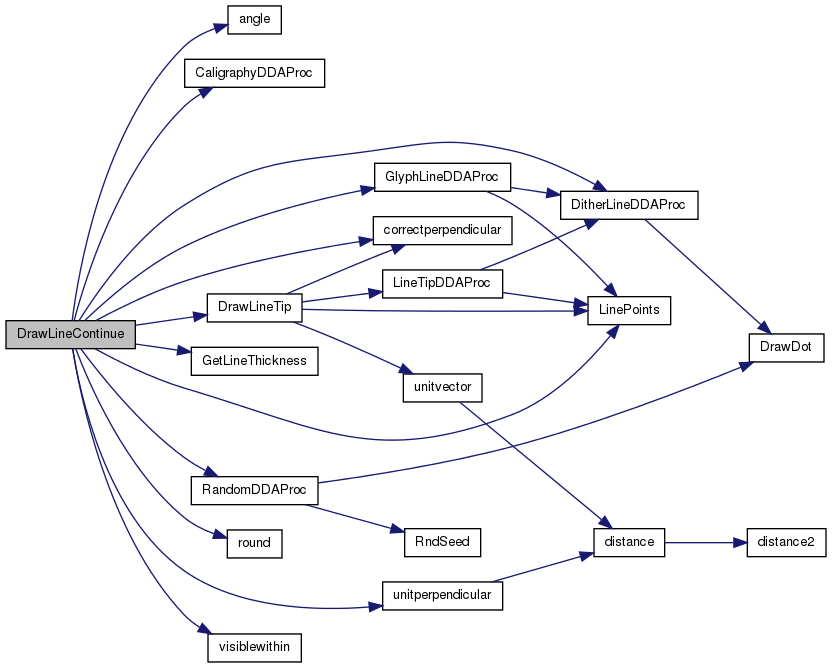 angle
CaligraphyDDAProc
GlyphLineDDAProc
DitherLineDDAProc
correctperpendicular
LineTipDDAProc
DrawLineTip
LinePoints
DrawLineContinue
GetLineThickness
DrawDot
unitvector
RandomDDAProc
round
RndSeed
distance
distance2
unitperpendicular
visiblewithin